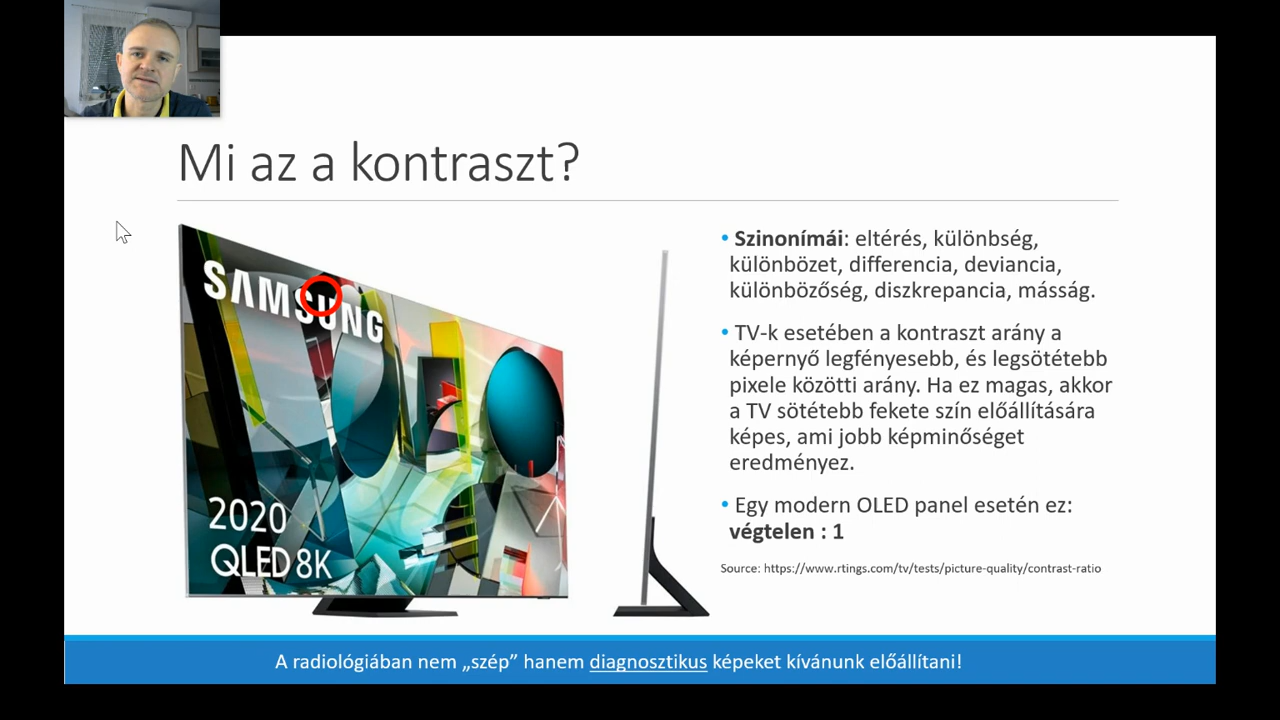 Mi az a kontraszt?
SAMSUNG
2020
QLED 8K
• Szinonímái: eltérés, különbség,
különbözet, differencia, deviancia,
különbözőség, diszkrepancia, másság.
• TV-k esetében a kontraszt arány a
képernyő legfényesebb, és legsötétebb
pixele közötti arány. Ha ez magas, akkor
a TV sötétebb fekete szín előállítására
képes, ami jobb képminőséget
eredményez.
• Egy modern OLED panel esetén ez:
végtelen : 1
Source: https://www.rtings.com/tv/tests/picture-quality/contrast-ratio
A radiológiában nem „szép” hanem diagnosztikus képeket kívánunk előállítani!